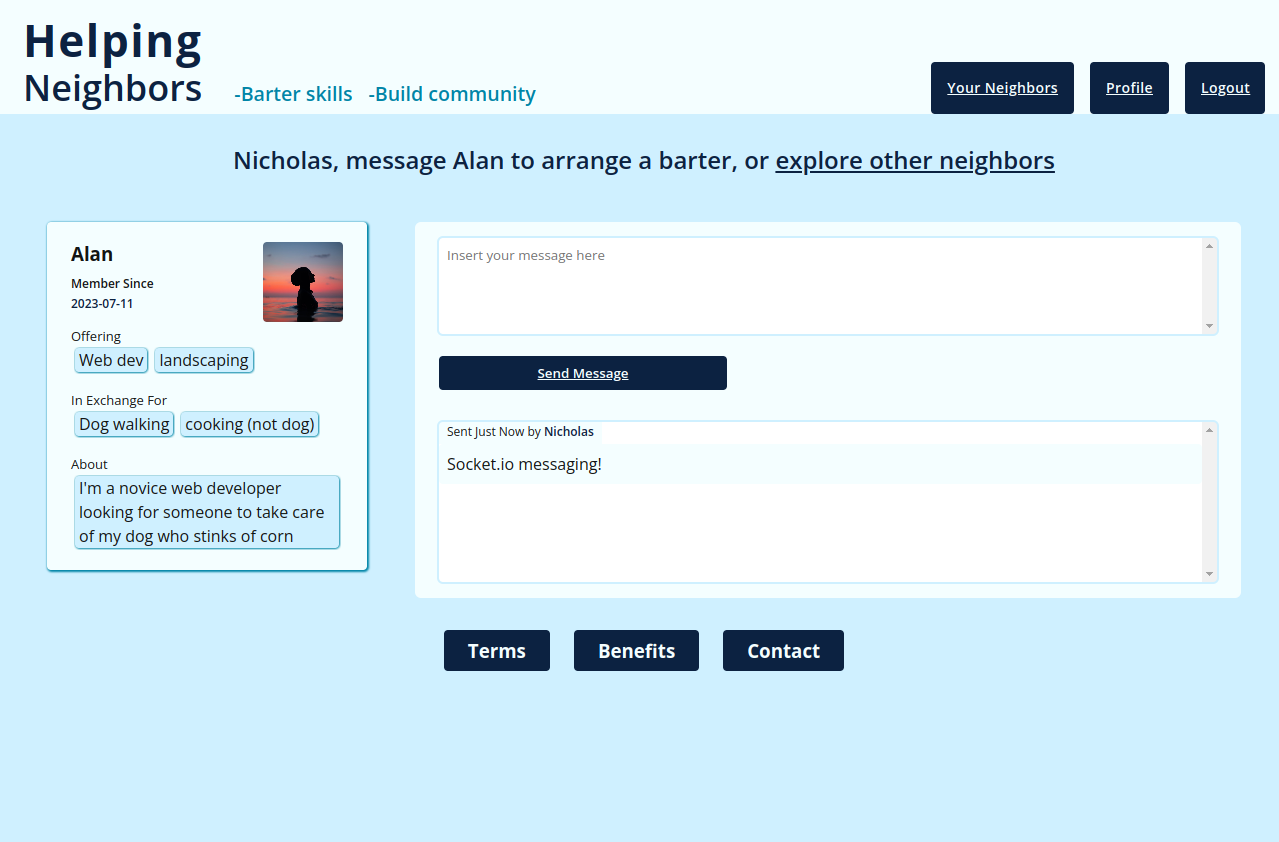 Helping
Neighbors
-Barter skills -Build community
Your Neighbors
Profile
Logout
Nicholas, message Alan to arrange a barter, or explore other neighbors
Alan
Member Since
2023-07-11
Offering
Web dev landscaping
In Exchange For
Dog walking cooking (not dog)
About
I'm a novice web developer
looking for someone to take care
of my dog who stinks of corn
Insert your message here
Send Message
Sent Just Now by Nicholas
Socket.io messaging!
Terms
Benefits
Contact